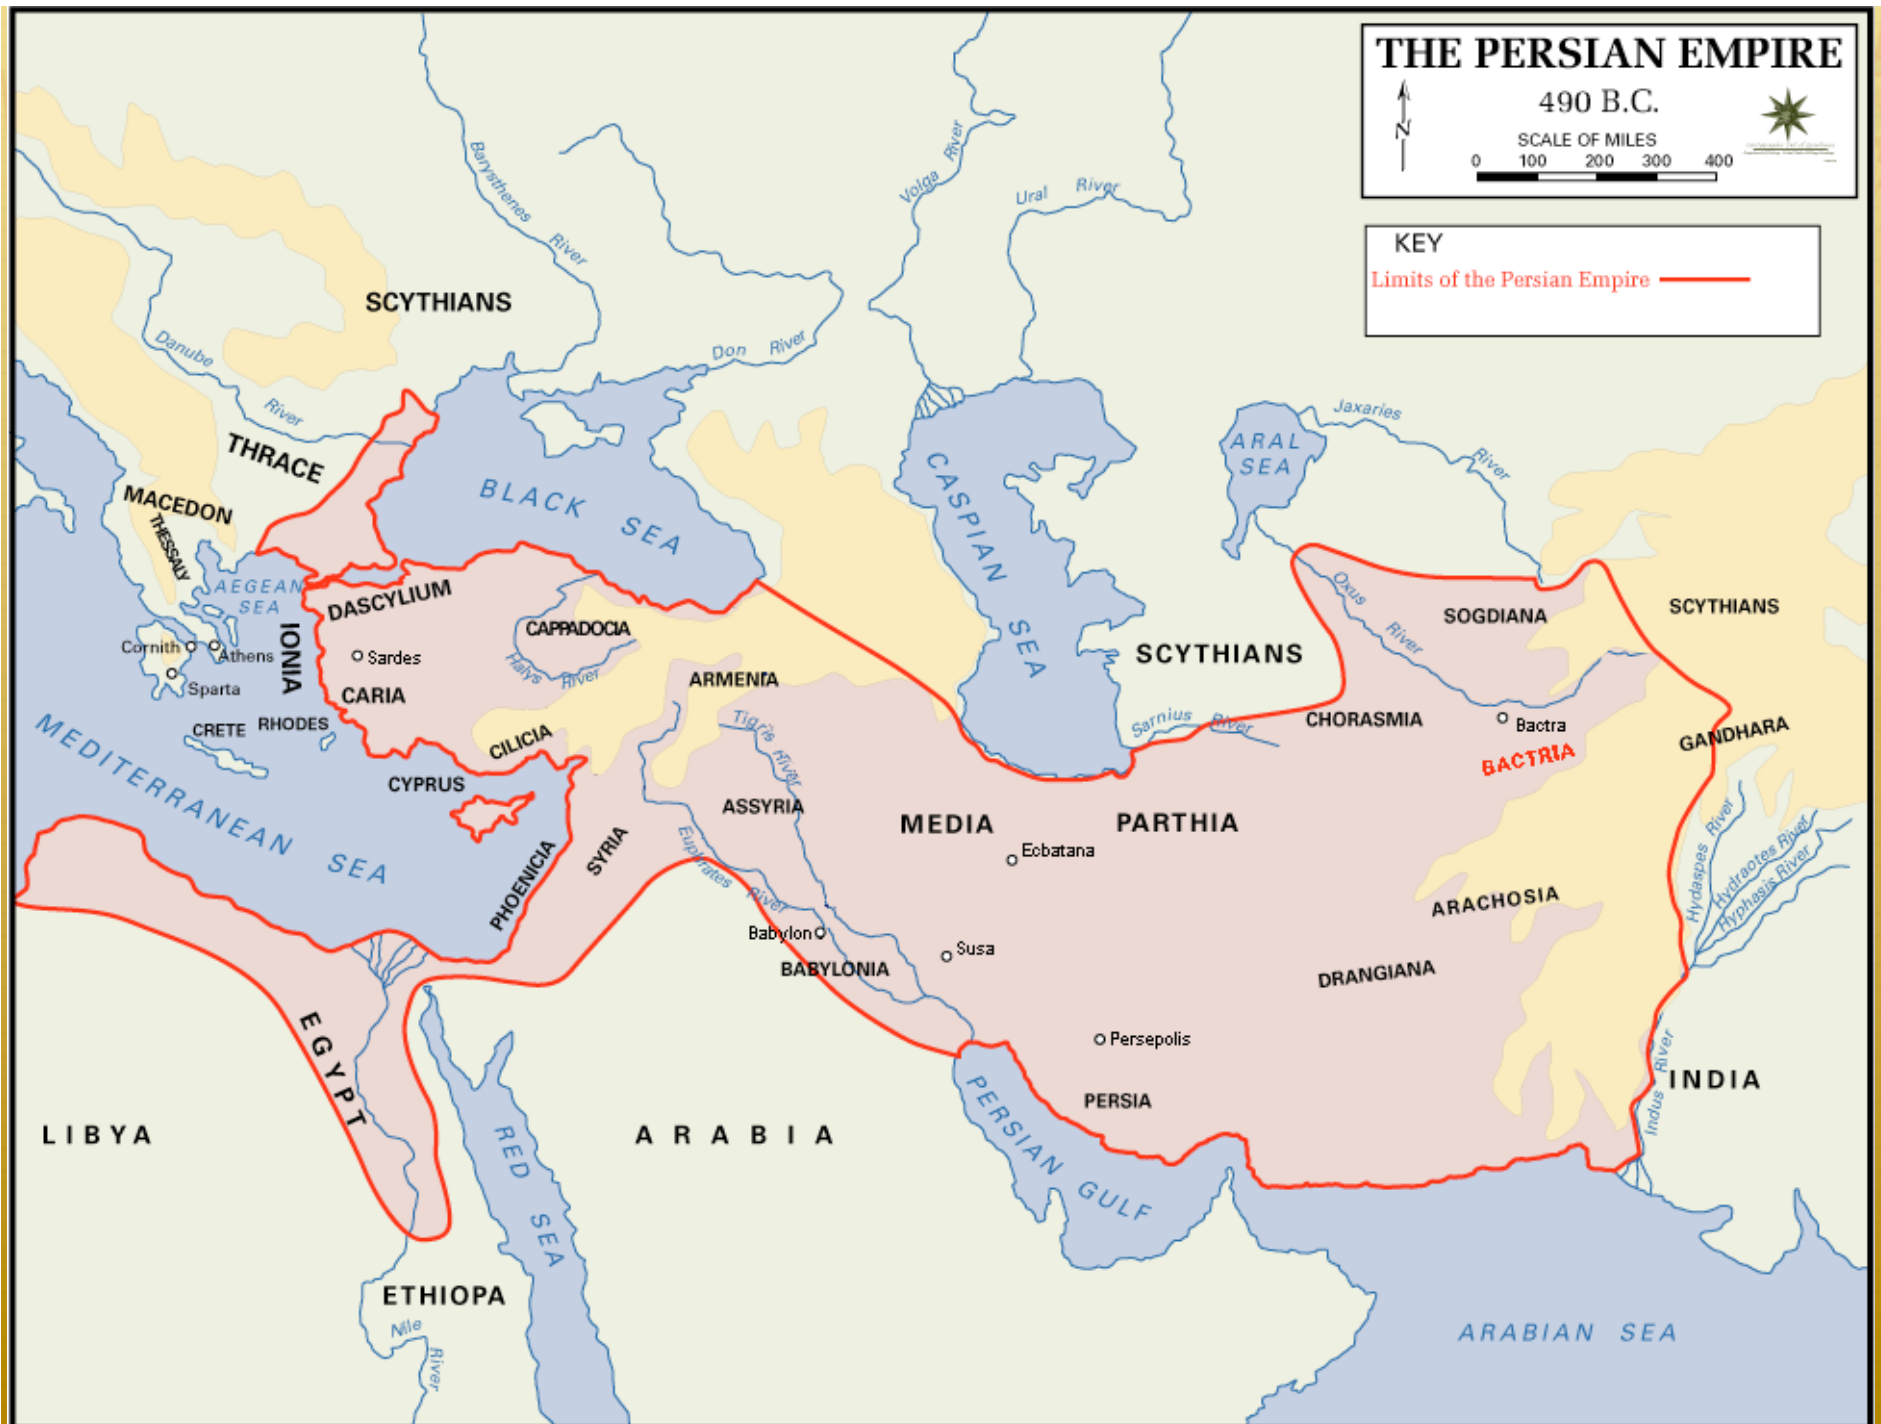 THE PERSIAN EMPIRE
490 B.C.
N
SCALE OF MILES
0 100 200 300 400
KEY
Limits of the Persian Empire
Barysthenes River
Volga River
Ural River
SCYTHIANS
Danube River
Don River
THRACE
MACEDON
THESSALY
BLACK SEA
CASPIAN SEA
ARAL SEA
Jaxaries River
AEGEAN SEA
DASCYLIUM
IONIA
Cornith
Athens
Sparta
Sardes
CARIA
CAPPADOCIA
Halys River
ARMENIA
CRETE
RHODES
CILICIA
CYPRUS
MEDITERRANEAN SEA
Tigris River
ASSYRIA
SYRIA
PHOENICIA
Euphrates River
Babylon
BABYLONIA
MEDIA
Ecbatana
Susa
PARTHIA
SCYTHIANS
Sarnius River
CHORASMIA
Oxus River
SOGDIANA
SCYTHIANS
Bactra
BACTRIA
GANDHARA
Hydaspes River
Hydraotes River
Hyphasis River
ARACHOSIA
DRANGIANA
Persepolis
PERSIA
Indus River
INDIA
EGYPT
LIBYA
ARABIA
RED SEA
PERSIAN GULF
ETHIOPA
Nile River
ARABIAN SEA